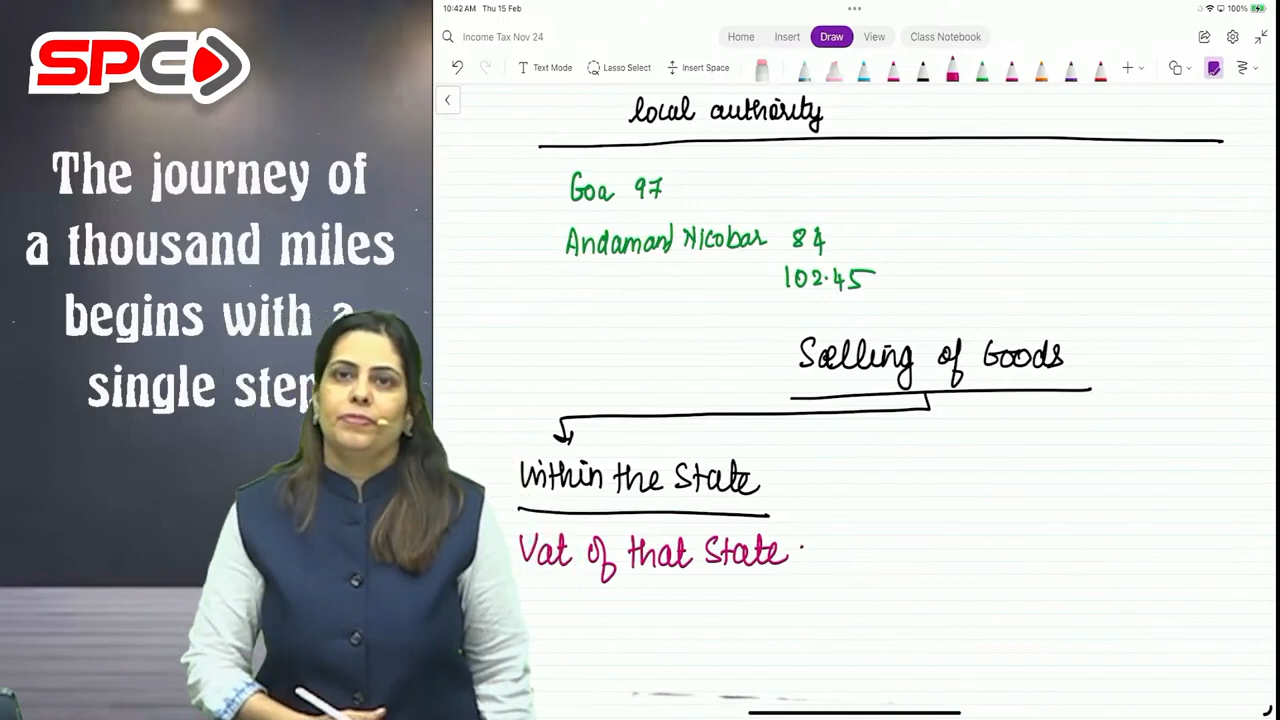 SPC
The journey of
a thousand miles
begins with a
single step
10:42 AM Thu 15 Feb
100%
Income Tax Nov 24
Home Insert Draw View Class Notebook
Text Mode Lasso Select Insert Space
local authority
Goa 97
Andaman Nicobar 84
102.45
Selling of Goods
Within the State
Vat of that State